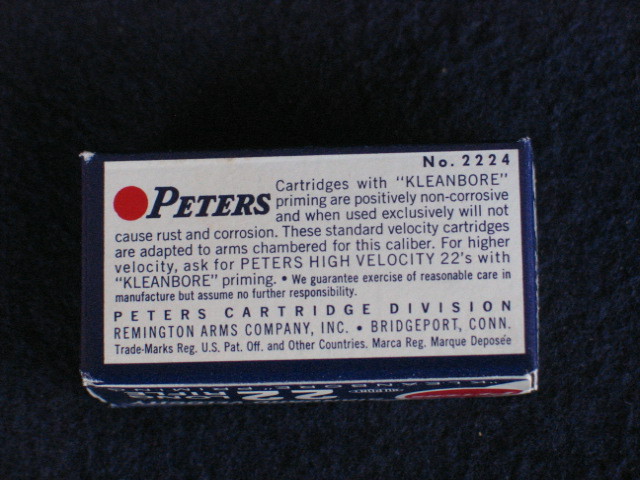 No. 2224
PETERS Cartridges with "KLEANBORE"
priming are positively non-corrosive
and when used exclusively will not
cause rust and corrosion. These standard velocity cartridges
are adapted to arms chambered for this caliber. For higher
velocity, ask for PETERS HIGH VELOCITY 22's with
"KLEANBORE" priming. • We guarantee exercise of reasonable care in
manufacture but assume no further responsibility.
PETERS CARTRIDGE DIVISION
REMINGTON ARMS COMPANY, INC. • BRIDGEPORT, CONN.
Trade-Marks Reg. U.S. Pat. Off. and Other Countries. Marca Reg. Marque Deposée
"KLEANBORE" PRIMING
22
RIFLE